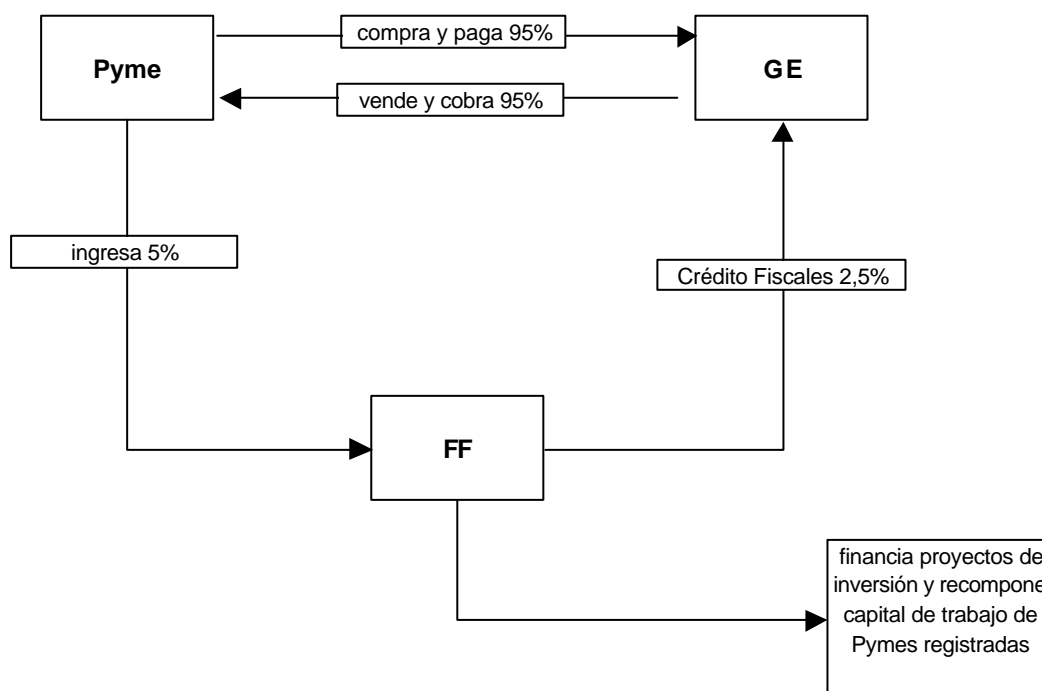 compra y paga 95%
Pyme
GE
vende y cobra 95%
ingresa 5%
Crédito Fiscales 2,5%
FF
financia proyectos de
inversión y recompone
capital de trabajo de
Pymes registradas